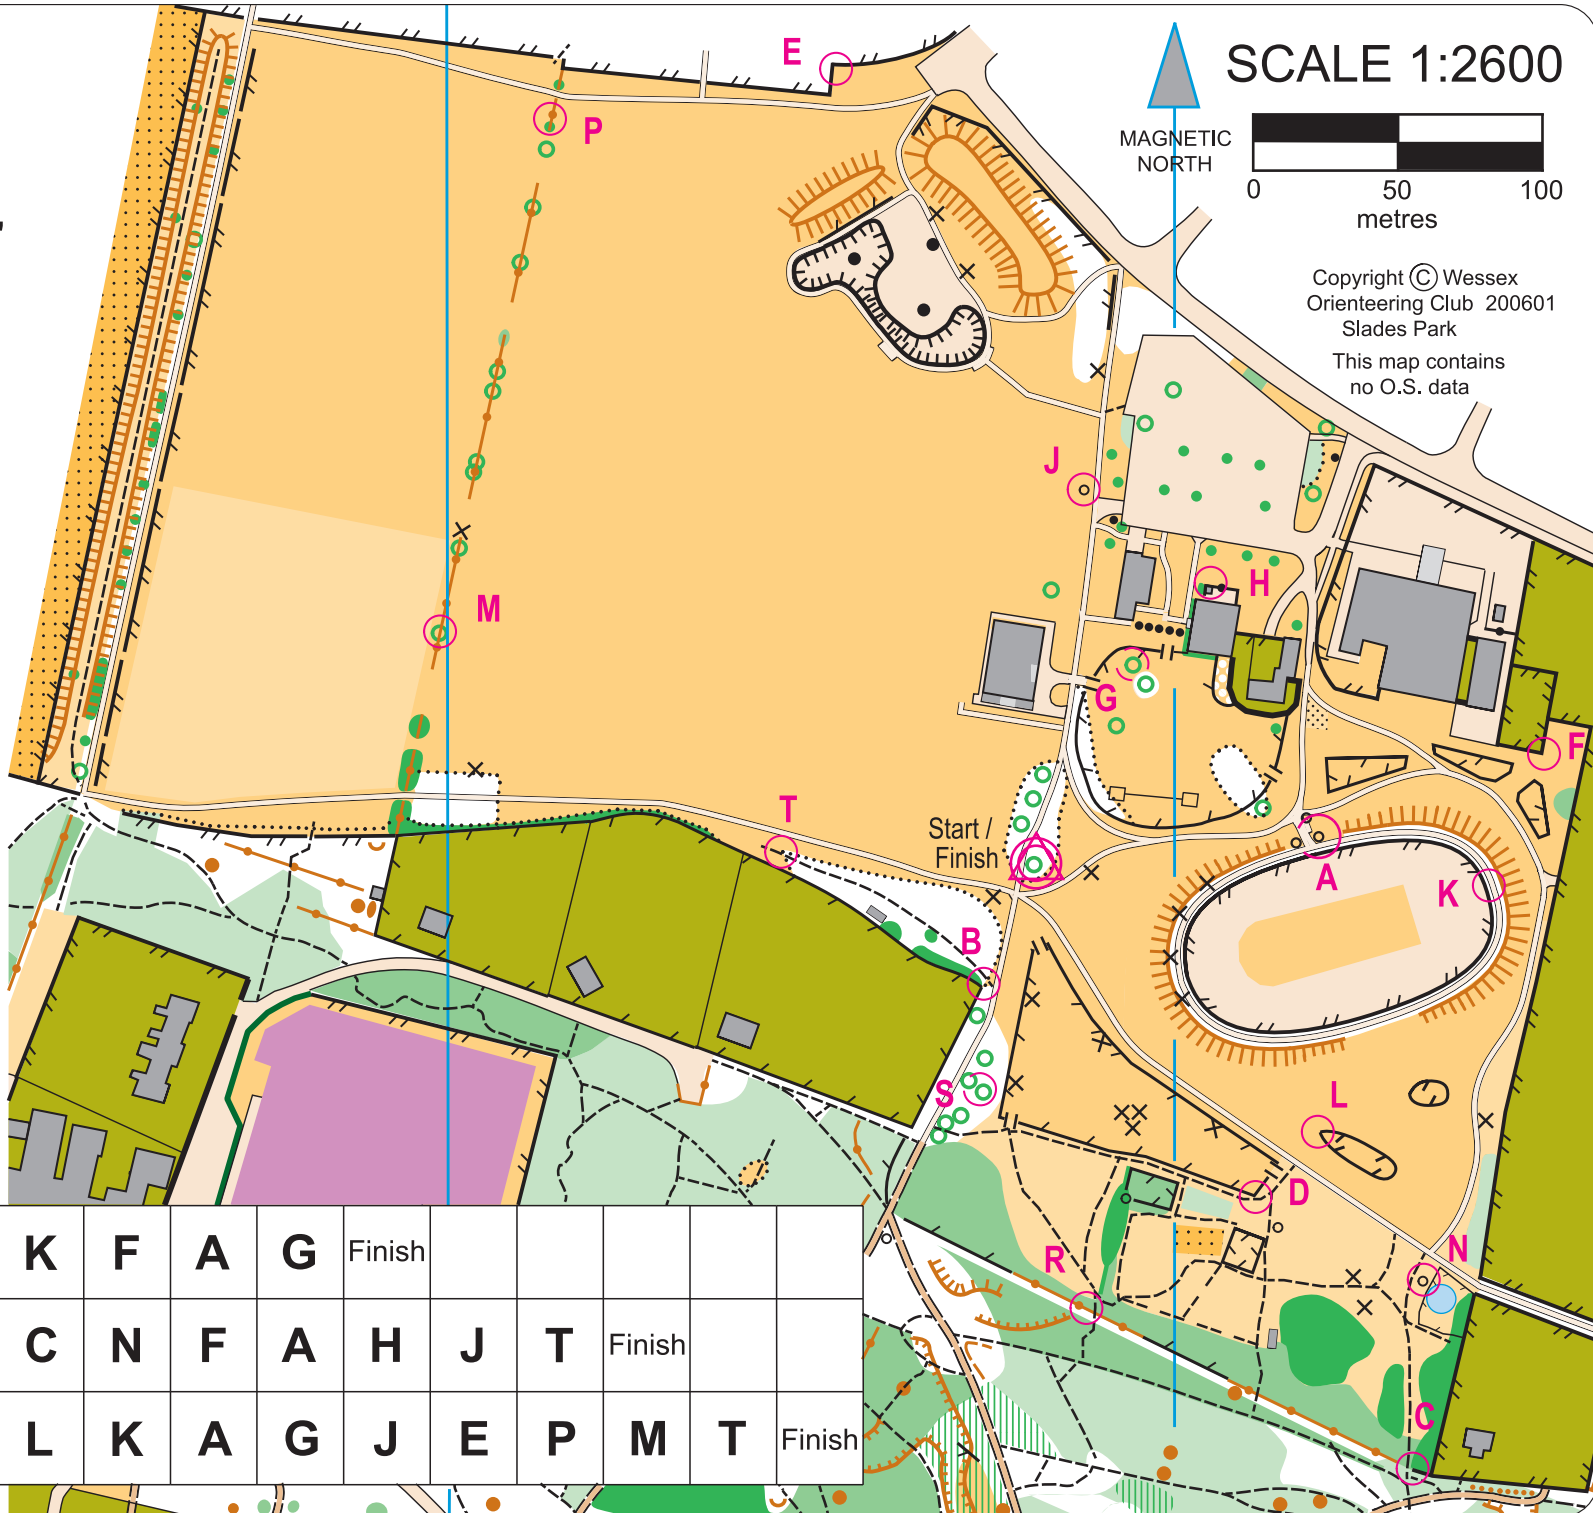 E
SCALE 1:2600
P
MAGNETIC
NORTH
0 50 100
metres
Copyright © Wessex
Orienteering Club 200601
Slades Park
This map contains
no O.S. data
J
H
M
G
F
T
Start /
Finish
A
K
B
L
S
D
N
R
C
K F A G Finish
C N F A H J T Finish
L K A G J E P M T Finish